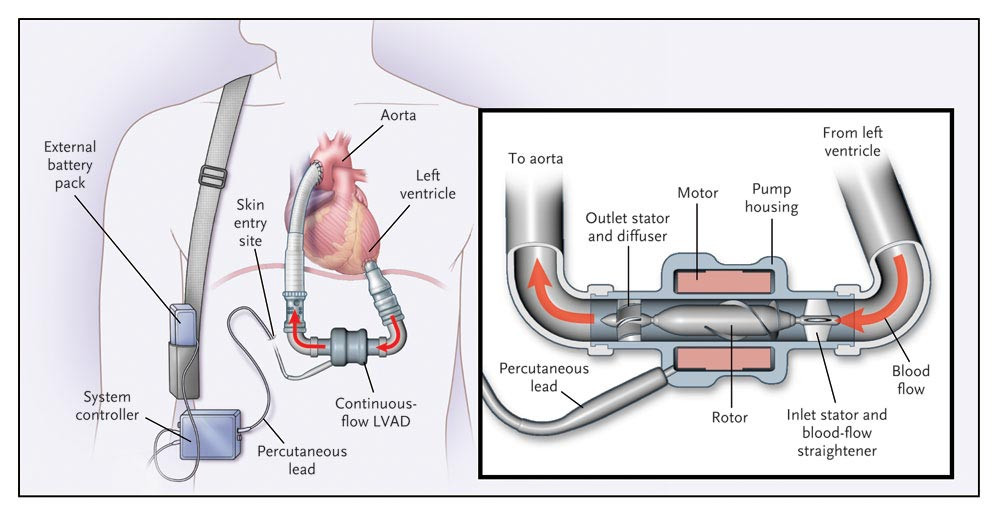 Aorta
External
battery
pack
Left
ventricle
Skin
entry
site
System
controller
Continuous-
flow LVAD
Percutaneous
lead
To aorta
From left
ventricle
Motor
Pump
housing
Outlet stator
and diffuser
Percutaneous
lead
Rotor
Blood
flow
Inlet stator and
blood-flow
straightener